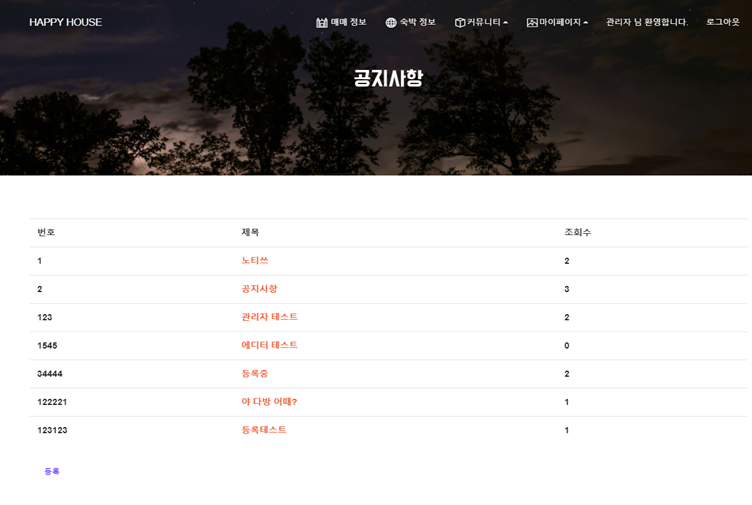 HAPPY HOUSE 매매 정보 숙박 정보 커뮤니티 마이페이지 관리자 님 환영합니다. 로그아웃
공지사항
번호 제목 조회수
1 노티쓰 2
2 공지사항 3
123 관리자 테스트 2
1545 에디터 테스트 0
34444 등록중 2
122221 야 다방 어때? 1
123123 등록테스트 1
등록